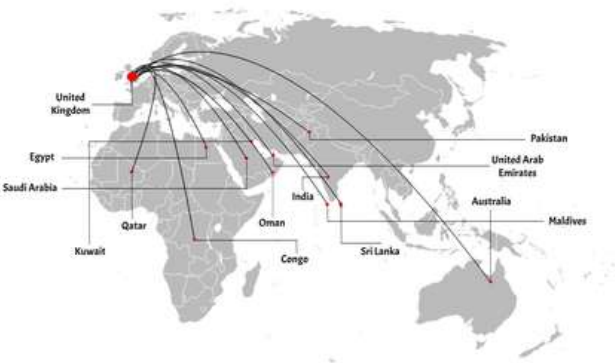 United
Kingdom
Pakistan
Egypt
United Arab
Emirates
Saudi Arabia
India
Australia
Qatar
Oman
Maldives
Kuwait
Congo
Sri Lanka